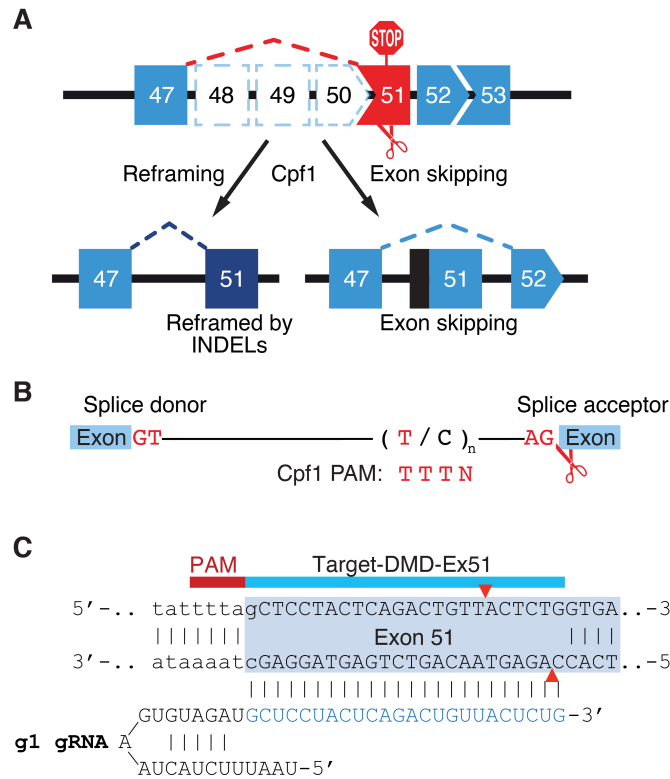 A
STOP
47 48 49 50 51 52 53
Reframing Cpf1 Exon skipping
47 51 47 51 52
Reframed by Exon skipping
INDELs
B
Splice donor Splice acceptor
Exon GT ( T / C )n AG Exon
Cpf1 PAM: T T T N
C
PAM Target-DMD-Ex51
5’-.. tattttagCTCCTACTCAGACTGTTACTCTGGTGA..-3
Exon 51
3’-.. ataaaatcGAGGATGAGTCTGACAATGAGACCACT..-5
GUGUAGAUGCUCCUACUCAGACUGUUACUCUG-3’
g1 gRNA A
AUCAUCUUUAAU-5’